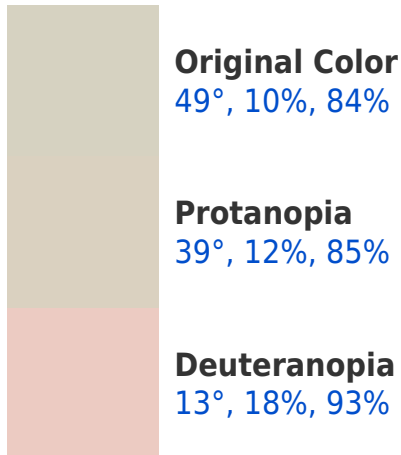 Original Color
49°, 10%, 84%
Protanopia
39°, 12%, 85%
Deuteranopia
13°, 18%, 93%